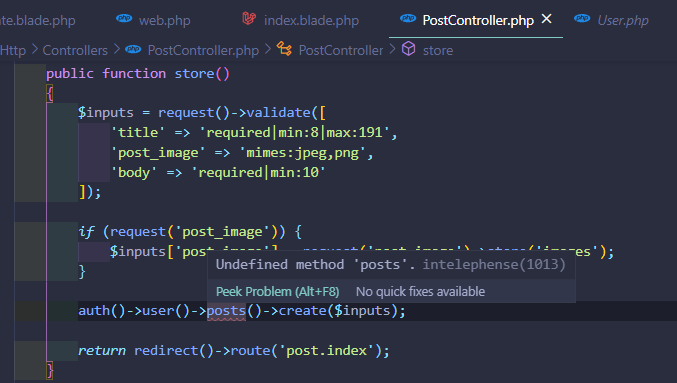 te.blade.php web.php index.blade.php PostController.php × User.php
Http > Controllers > PostController.php > PostController > store
public function store()
{
$inputs = request()->validate([
'title' => 'required|min:8|max:191',
'post_image' => 'mimes:jpeg,png',
'body' => 'required|min:10'
]);
if (request('post_image')) {
$inputs['post_image'] = request('post_image')->store('images');
Undefined method 'posts'. intelephense(1013)
}
Peek Problem (Alt+F8) No quick fixes available
auth()->user()->posts()->create($inputs);
return redirect()->route('post.index');
}